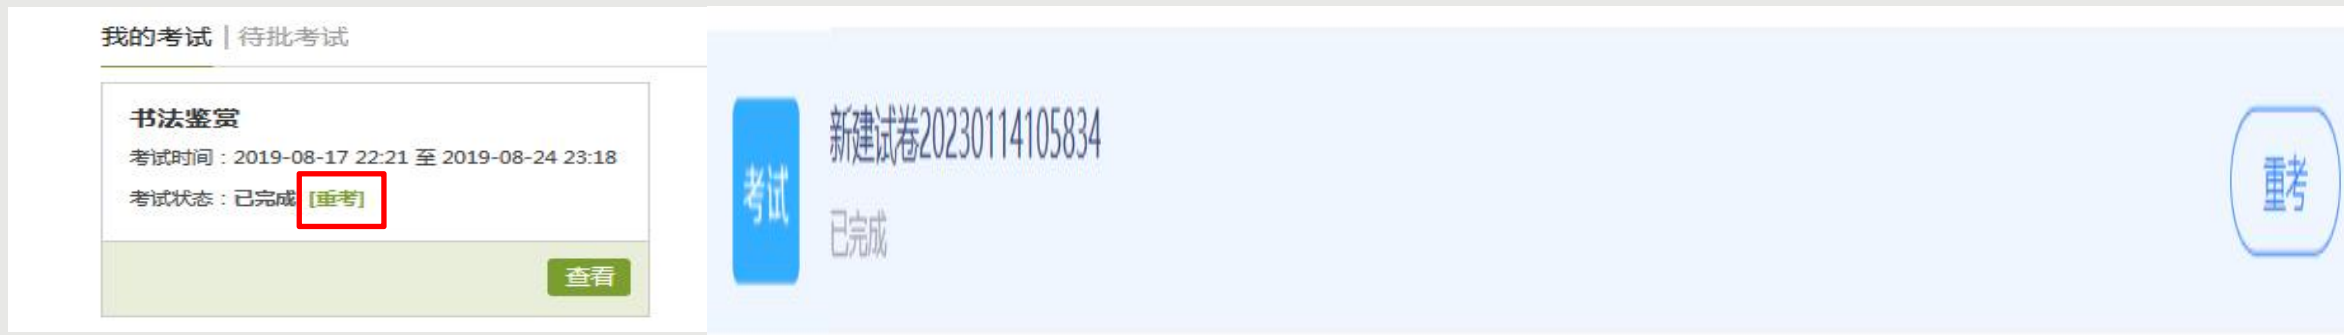 我的考试 | 待批考试
书法鉴赏
考试时间：2019-08-17 22:21 至 2019-08-24 23:18
考试状态：已完成 [重考]
查看
考试
新建试卷20230114105834
已完成
重考